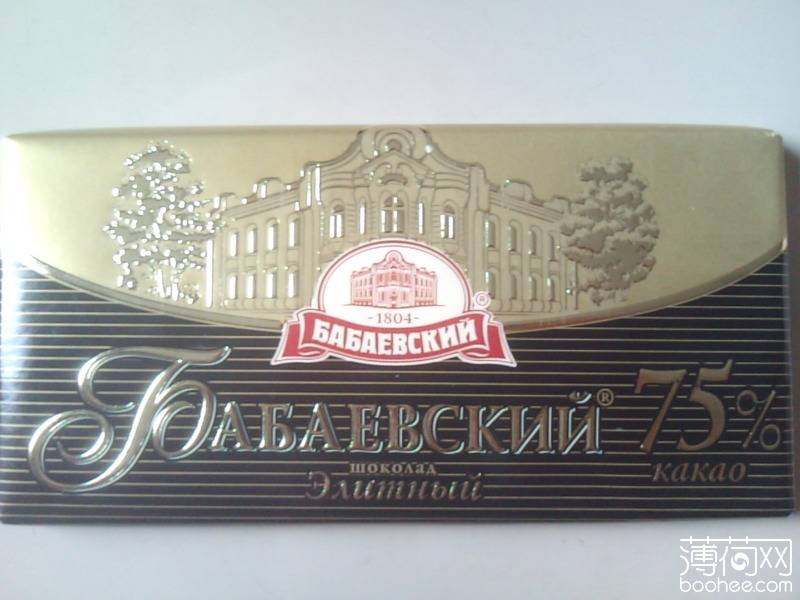 -1804-
БАБАЕВСКИЙ®
БАБАЕВСКИЙ® 75%
шоколад какао
Элитный
薄荷网
boohee.com